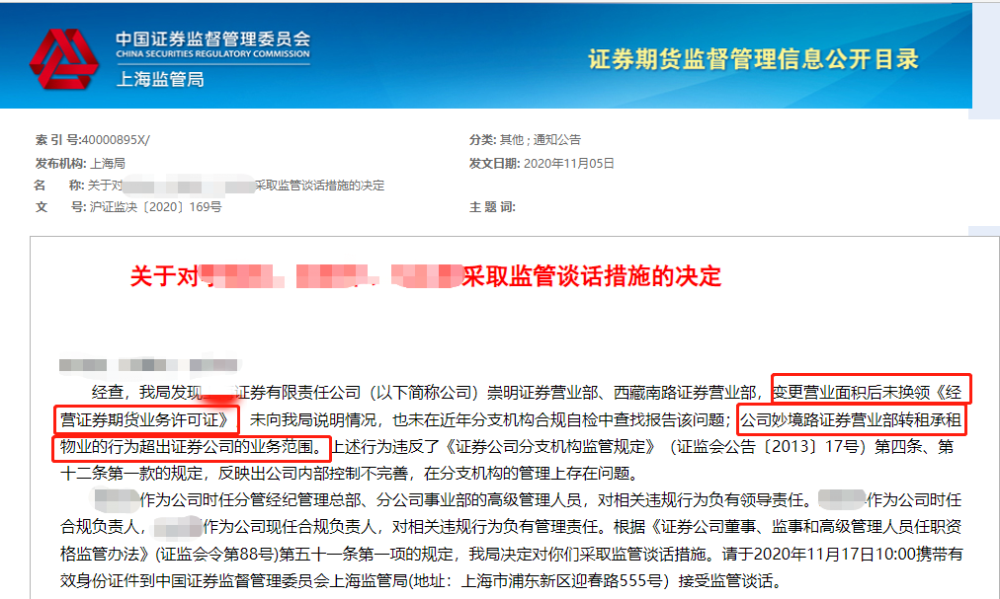 中国证券监督管理委员会
CHINA SECURITIES REGULATORY COMMISSION
上海监管局
证券期货监督管理信息公开目录
索 引 号:40000895X/
分类: 其他 ; 通知公告
发布机构: 上海局
发文日期: 2020年11月05日
名 称: 关于对采取监管谈话措施的决定
文 号: 沪证监决〔2020〕169号
主 题 词:
关于对采取监管谈话措施的决定
经查，我局发现证券有限责任公司（以下简称公司）崇明证券营业部、西藏南路证券营业部，变更营业面积后未换领《经
营证券期货业务许可证》 未向我局说明情况，也未在近年分支机构合规自检中查找报告该问题；公司妙境路证券营业部转租承租
物业的行为超出证券公司的业务范围。上述行为违反了《证券公司分支机构监管规定》（证监会公告〔2013〕17号）第四条、第
十二条第一款的规定，反映出公司内部控制不完善，在分支机构的管理上存在问题。
作为公司时任分管经纪管理总部、分公司事业部的高级管理人员，对相关违规行为负有领导责任。作为公司时任
合规负责人，作为公司现任合规负责人，对相关违规行为负有管理责任。根据《证券公司董事、监事和高级管理人员任职资
格监管办法》(证监会令第88号)第五十一条第一项的规定，我局决定对你们采取监管谈话措施。请于2020年11月17日10:00携带有
效身份证件到中国证券监督管理委员会上海监管局(地址：上海市浦东新区迎春路555号）接受监管谈话。